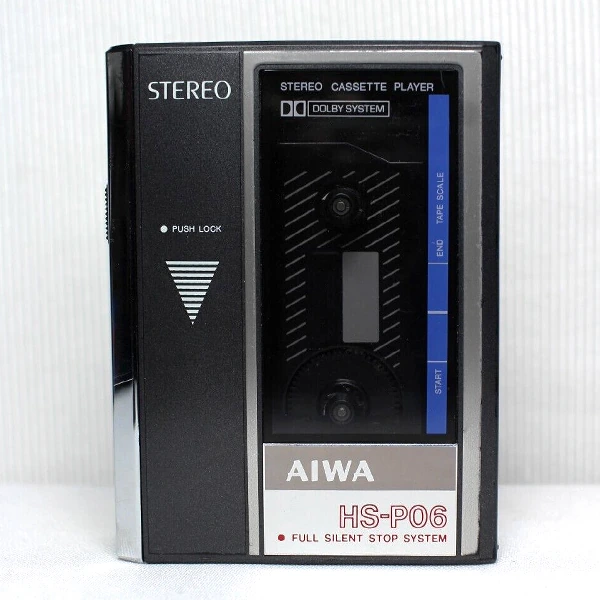 STEREO
STEREO CASSETTE PLAYER
DOLBY SYSTEM
PUSH LOCK
TAPE SCALE
END
START
AIWA
HS-P06
• FULL SILENT STOP SYSTEM